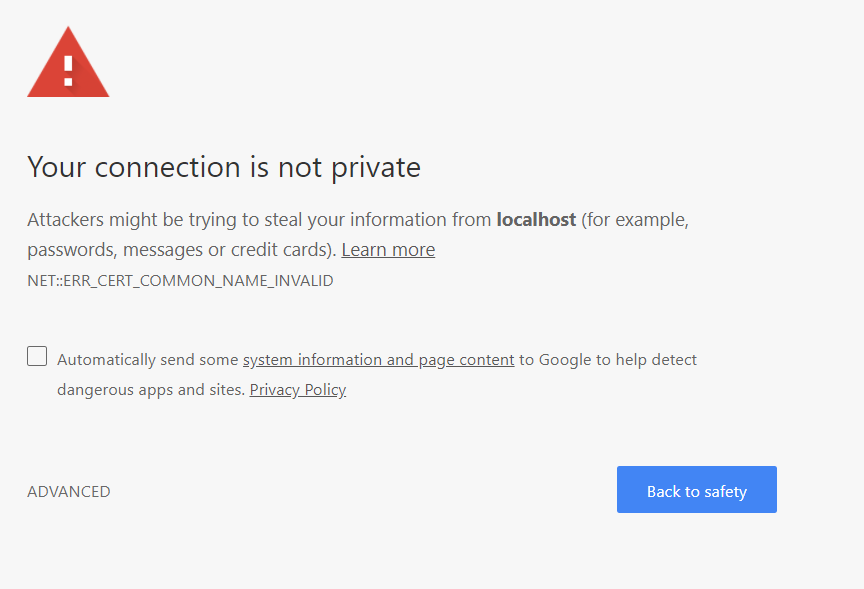 Your connection is not private
Attackers might be trying to steal your information from localhost (for example,
passwords, messages or credit cards). Learn more
NET::ERR_CERT_COMMON_NAME_INVALID
Automatically send some system information and page content to Google to help detect
dangerous apps and sites. Privacy Policy
ADVANCED
Back to safety